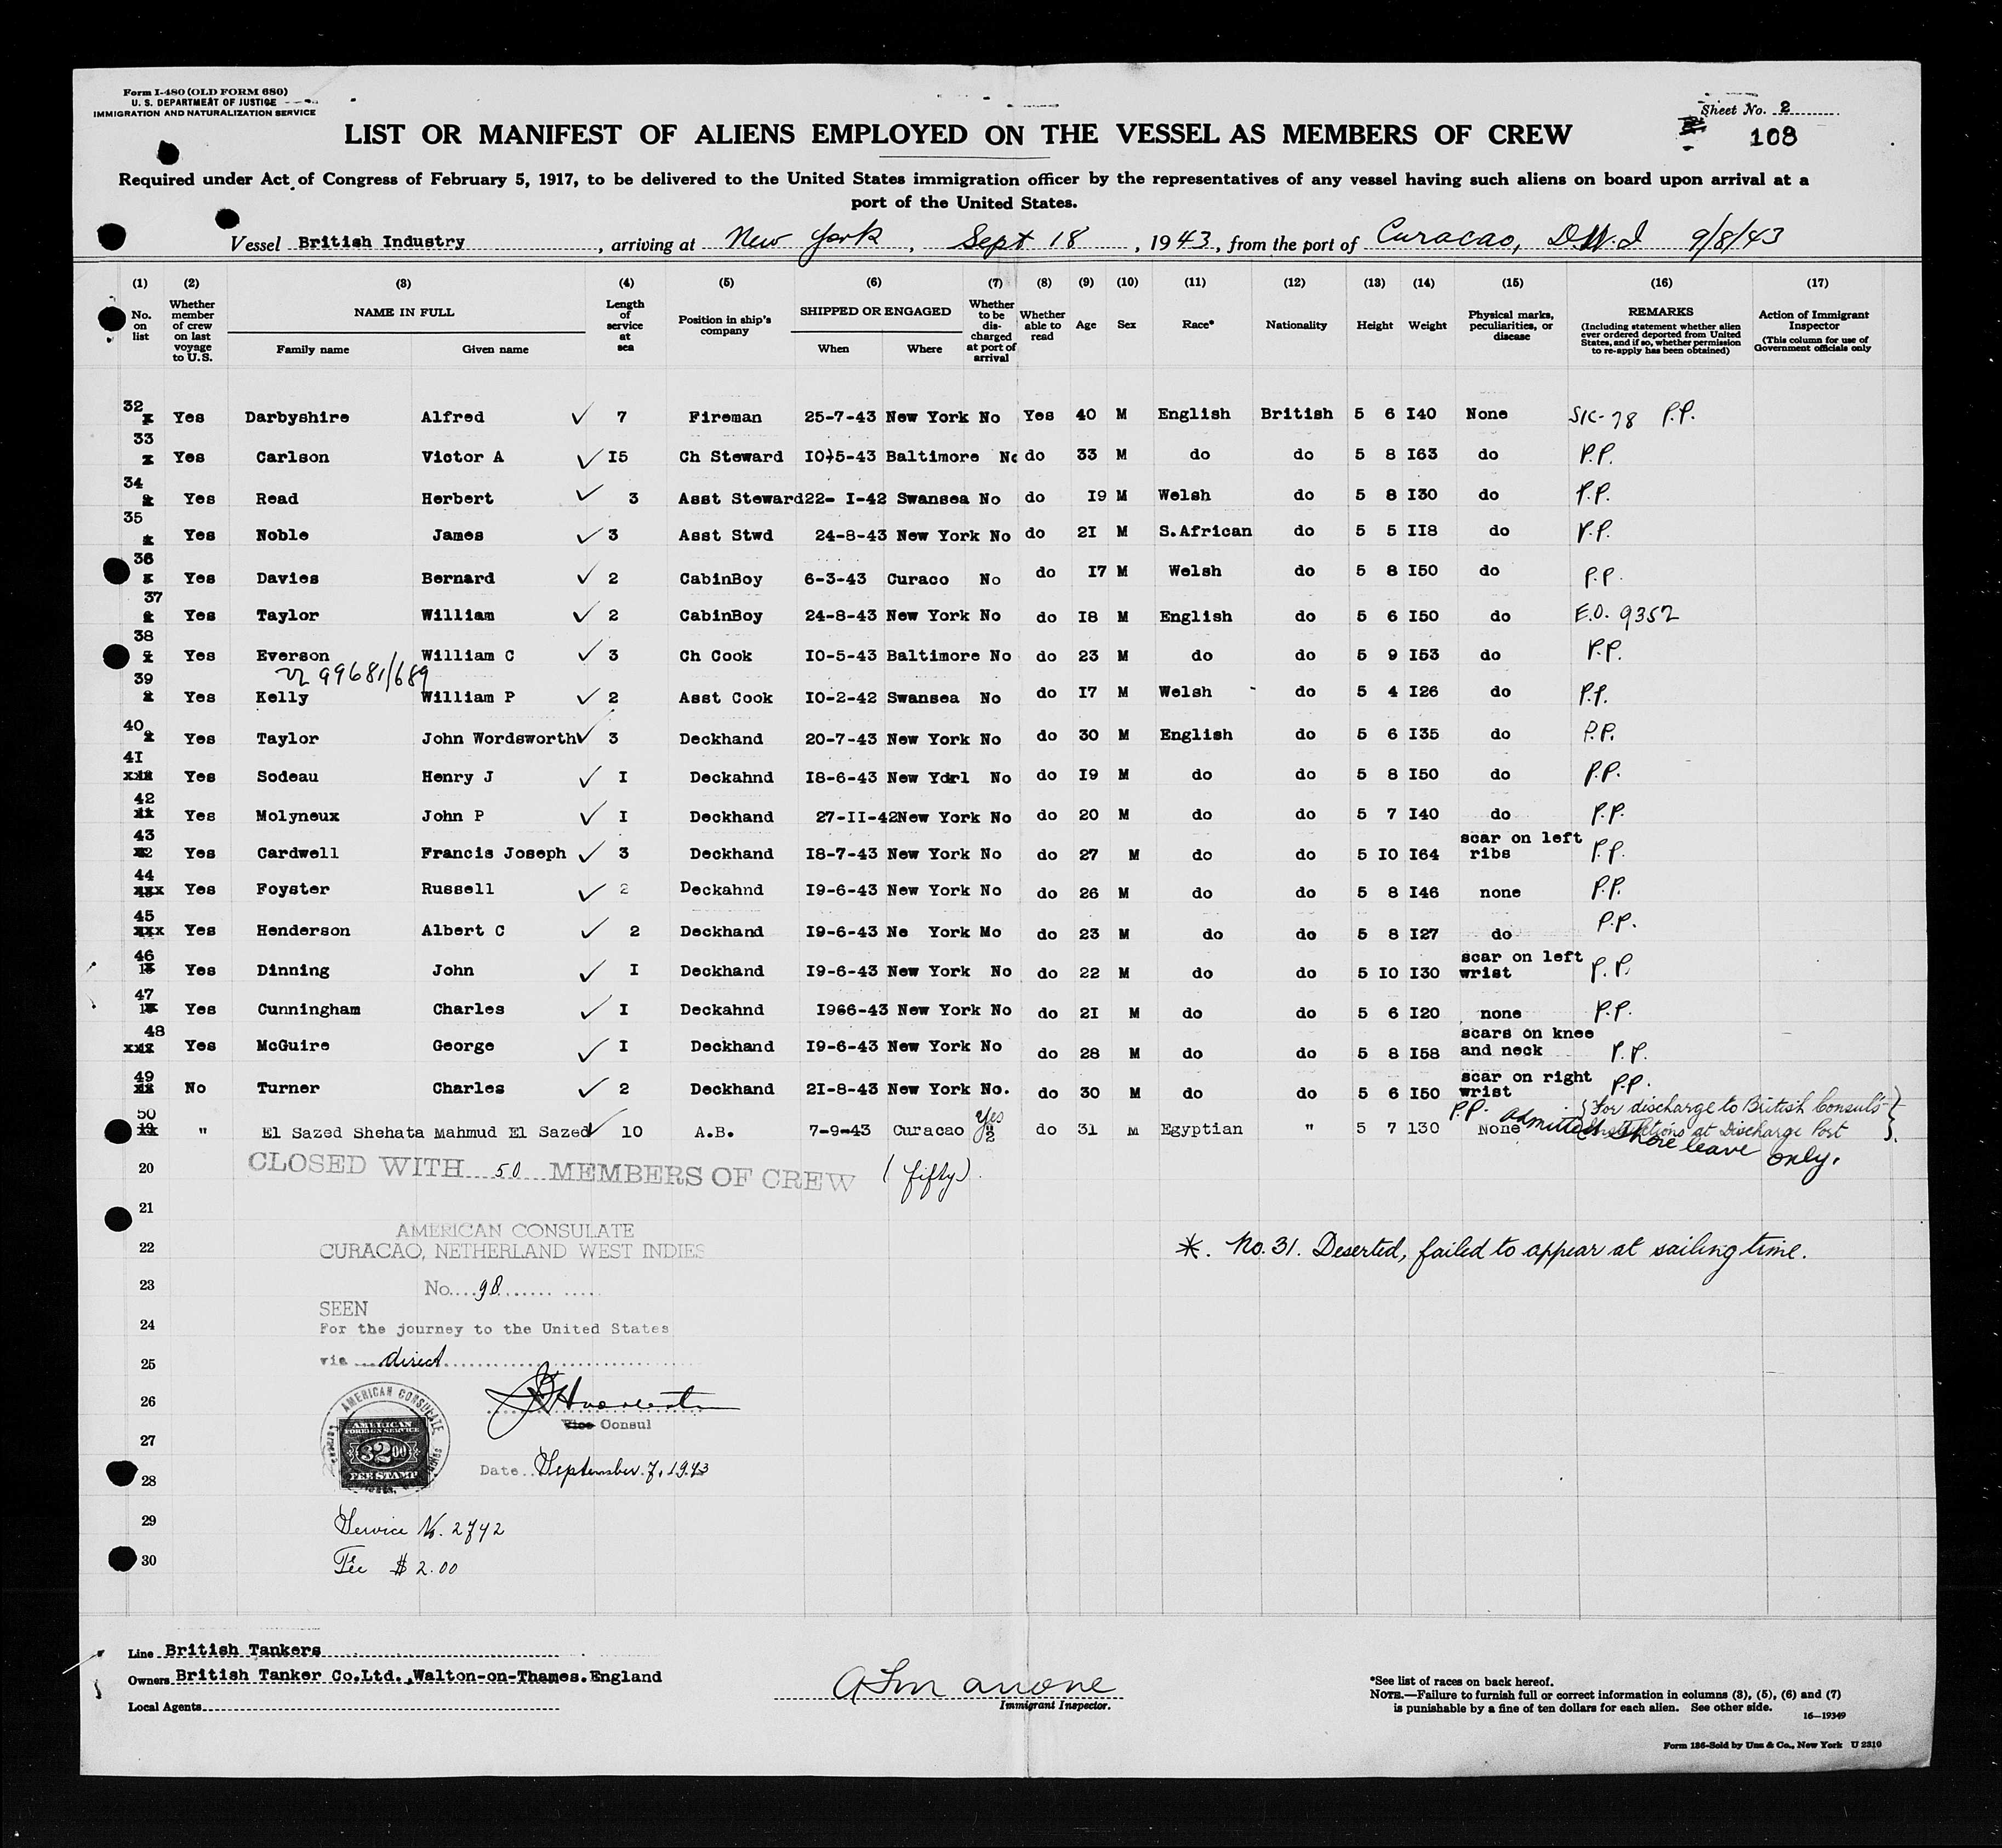 Form I-480 (OLD FORM 680)
U. S. DEPARTMENT OF JUSTICE
IMMIGRATION AND NATURALIZATION SERVICE
Sheet No. 2
108
LIST OR MANIFEST OF ALIENS EMPLOYED ON THE VESSEL AS MEMBERS OF CREW
Required under Act of Congress of February 5, 1917, to be delivered to the United States immigration officer by the representatives of any vessel having such aliens on board upon arrival at a
port of the United States.
Vessel British Industry, arriving at New York, Sept 18, 1943, from the port of Curacao, D.W.I 9/8/43
(1) (2) (3) (4) (5) (6) (7) (8) (9) (10) (11) (12) (13) (14) (15) (16) (17)
No. on list
Whether member of crew on last voyage to U.S.
NAME IN FULL
Family name Given name
Length of service at sea
Position in ship's company
SHIPPED OR ENGAGED
When Where
Whether to be discharged at port of arrival
Whether able to read
Age
Sex
Race*
Nationality
Height
Weight
Physical marks, peculiarities, or disease
REMARKS
(Including statement whether alien ever ordered deported from United States, and if so, whether permission to re-apply has been obtained)
Action of Immigrant Inspector
(This column for use of Government officials only
32 Yes Darbyshire Alfred ✓ 7 Fireman 25-7-43 New York No Yes 40 M English British 5 6 I40 None S/C-78 P.P.
33 Yes Carlson Victor A ✓ I5 Ch Steward I0-5-43 Baltimore No do 33 M do do 5 8 I63 do P.P.
34 Yes Read Herbert ✓ 3 Asst Steward 22- I-42 Swansea No do I9 M Welsh do 5 8 I30 do P.P.
35 Yes Noble James ✓ 3 Asst Stwd 24-8-43 New York No do 2I M S.African do 5 5 II8 do P.P.
36 Yes Davies Bernard ✓ 2 CabinBoy 6-3-43 Curaco No do I7 M Welsh do 5 8 I50 do P.P.
37 Yes Taylor William ✓ 2 CabinBoy 24-8-43 New York No do I8 M English do 5 6 I50 do E.O. 9352
38 Yes Everson William C ✓ 3 Ch Cook I0-5-43 Baltimore No do 23 M do do 5 9 I53 do P.P.
99681/689
39 Yes Kelly William P ✓ 2 Asst Cook I0-2-42 Swansea No do I7 M Welsh do 5 4 I26 do P.P.
40 Yes Taylor John Wordsworth ✓ 3 Deckhand 20-7-43 New York No do 30 M English do 5 6 I35 do P.P.
4I Yes Sodeau Henry J ✓ I Deckahnd I8-6-43 New Yorl No do I9 M do do 5 8 I50 do P.P.
42 Yes Molyneux John P ✓ I Deckhand 27-II-42 New York No do 20 M do do 5 7 I40 do P.P.
43 Yes Cardwell Francis Joseph ✓ 3 Deckhand I8-7-43 New York No do 27 M do do 5 I0 I64 scar on left ribs P.P.
44 Yes Foyster Russell ✓ 2 Deckahnd I9-6-43 New York No do 26 M do do 5 8 I46 none P.P.
45 Yes Henderson Albert C ✓ 2 Deckhand I9-6-43 Ne York Mo do 23 M do do 5 8 I27 do P.P.
46 Yes Dinning John ✓ I Deckhand I9-6-43 New York No do 22 M do do 5 I0 I30 scar on left wrist P.P.
47 Yes Cunningham Charles ✓ I Deckahnd I966-43 New York No do 2I M do do 5 6 I20 none P.P.
48 Yes McGuire George ✓ I Deckhand I9-6-43 New York No do 28 M do do 5 8 I58 scars on knee and neck P.P.
49 No Turner Charles ✓ 2 Deckhand 2I-8-43 New York No. do 30 M do do 5 6 I50 scar on right wrist P.P.
50 " El Sazed Shehata Mahmud El Sazed ✓ 10 A.B. 7-9-43 Curacao Yes do 31 M Egyptian " 5 7 130 None P.P. Admitted shore leave only.
For discharge to British Consul's
Instructions at Discharge Port
20 CLOSED WITH 50 MEMBERS OF CREW (fifty)
21
AMERICAN CONSULATE
22 CURACAO, NETHERLAND WEST INDIES
*. No. 31. Deserted, failed to appear at sailing time.
23 No. 98
SEEN
24 For the journey to the United States
25 via direct
26
Vice Consul
27
AMERICAN CONSULATE
AMERICAN FOREIGN SERVICE
$2.00
FEE STAMP
Date September 7, 1943
28
29 Service No. 2742
30 Fee $2.00
Line British Tankers
Owners British Tanker Co.Ltd., Walton-on-Thames. England
Local Agents
Immigrant Inspector.
*See list of races on back hereof.
NOTE.—Failure to furnish full or correct information in columns (3), (5), (6) and (7)
is punishable by a fine of ten dollars for each alien. See other side.
16—19349
Form 186-Sold by Unz & Co., New York U 2310